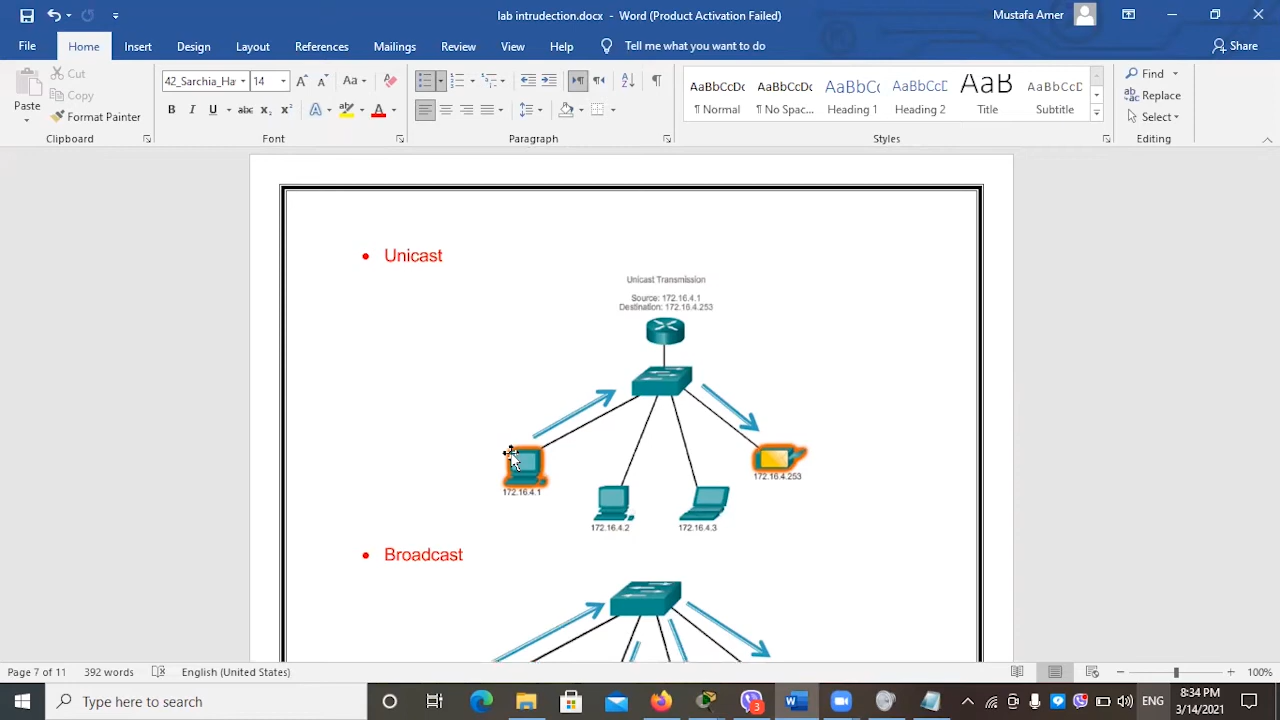 lab intrudection.docx - Word (Product Activation Failed)
Mustafa Amer
File Home Insert Design Layout References Mailings Review View Help Tell me what you want to do Share
Paste
Cut
Copy
Format Painter
Clipboard
42_Sarchia_Ha 14
Font
Paragraph
AaBbCcDc AaBbCcDc AaBbC AaBbCcD AaB AaBbCcD
¶ Normal ¶ No Spac... Heading 1 Heading 2 Title Subtitle
Styles
Find
Replace
Select
Editing
• Unicast
Unicast Transmission
Source: 172.16.4.1
Destination: 172.16.4.253
172.16.4.1
172.16.4.253
172.16.4.2
172.16.4.3
• Broadcast
Page 7 of 11 392 words English (United States) 100%
Type here to search
3
ENG
8:34 PM
3/14/2021